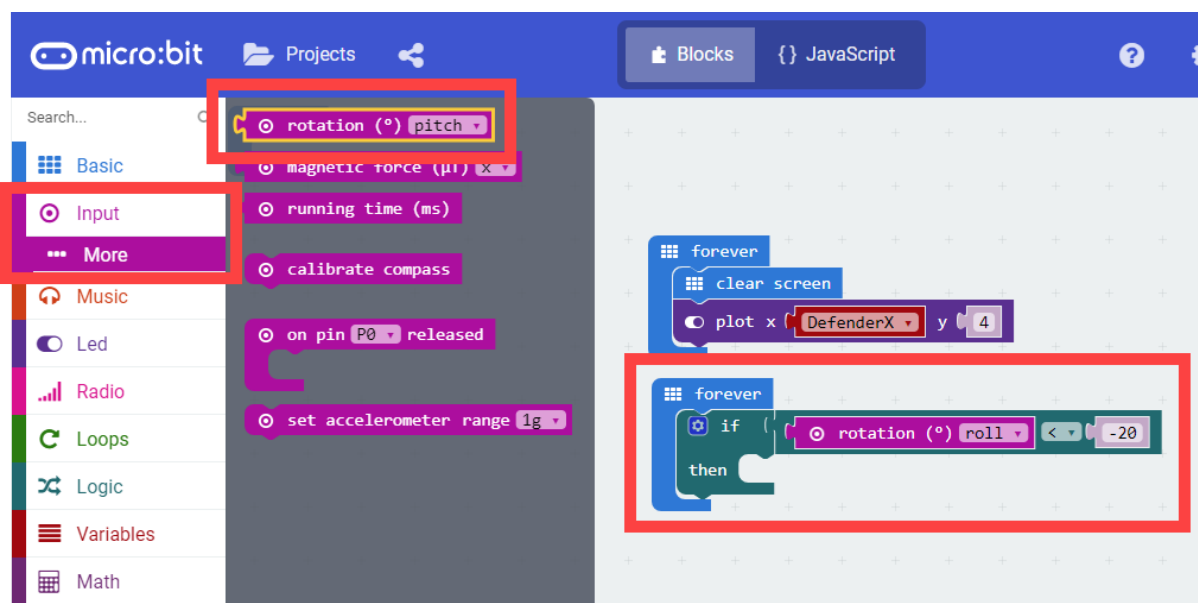 micro:bit Projects Blocks {} JavaScript ?
Search...
Basic
Input
More
Music
Led
Radio
Loops
Logic
Variables
Math
rotation (°) pitch
magnetic force (µT) x
running time (ms)
calibrate compass
on pin P0 released
set accelerometer range 1g
forever
clear screen
plot x DefenderX y 4
forever
if rotation (°) roll < -20
then